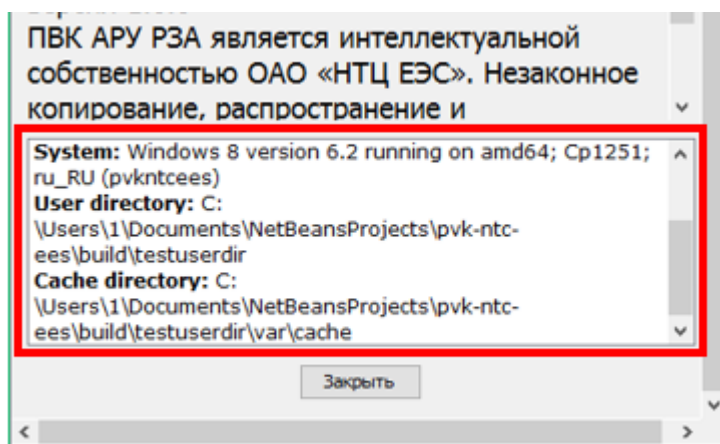 ПВК АРУ РЗА является интеллектуальной
собственностью ОАО «НТЦ ЕЭС». Незаконное
копирование, распространение и
System: Windows 8 version 6.2 running on amd64; Cp1251;
ru_RU (pvkntcees)
User directory: C:
\Users\1\Documents\NetBeansProjects\pvk-ntc-
ees\build\testuserdir
Cache directory: C:
\Users\1\Documents\NetBeansProjects\pvk-ntc-
ees\build\testuserdir\var\cache
Закрыть